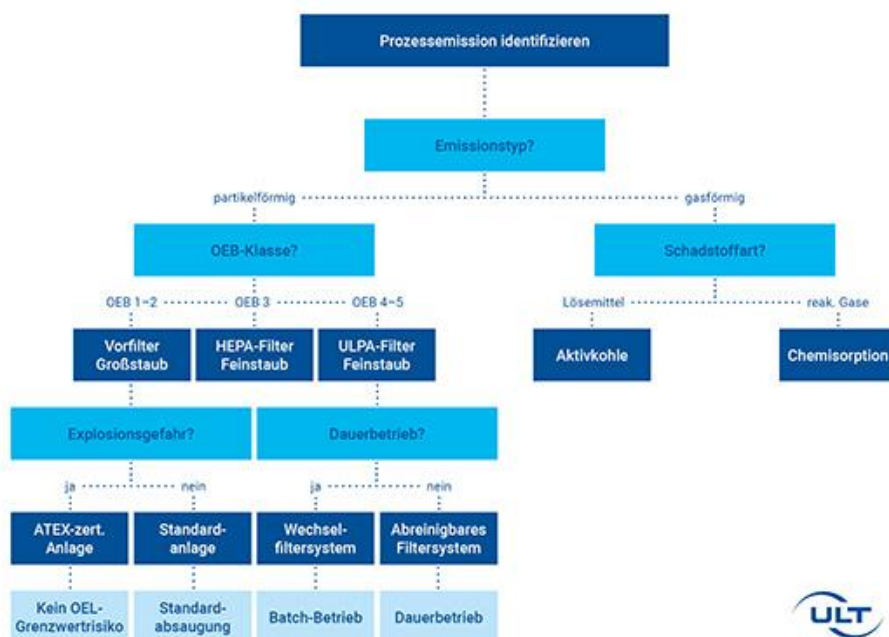 Prozessemission identifizieren
Emissionstyp?
partikelförmig
gasförmig
OEB-Klasse?
Schadstoffart?
OEB 1–2
OEB 3
OEB 4–5
Lösemittel
reak. Gase
Vorfilter
Großstaub
HEPA-Filter
Feinstaub
ULPA-Filter
Feinstaub
Aktivkohle
Chemisorption
Explosionsgefahr?
Dauerbetrieb?
ja
nein
ja
nein
ATEX-zert.
Anlage
Standard-
anlage
Wechsel-
filtersystem
Abreinigbares
Filtersystem
Kein OEL-
Grenzwertrisiko
Standard-
absaugung
Batch-Betrieb
Dauerbetrieb
ULT